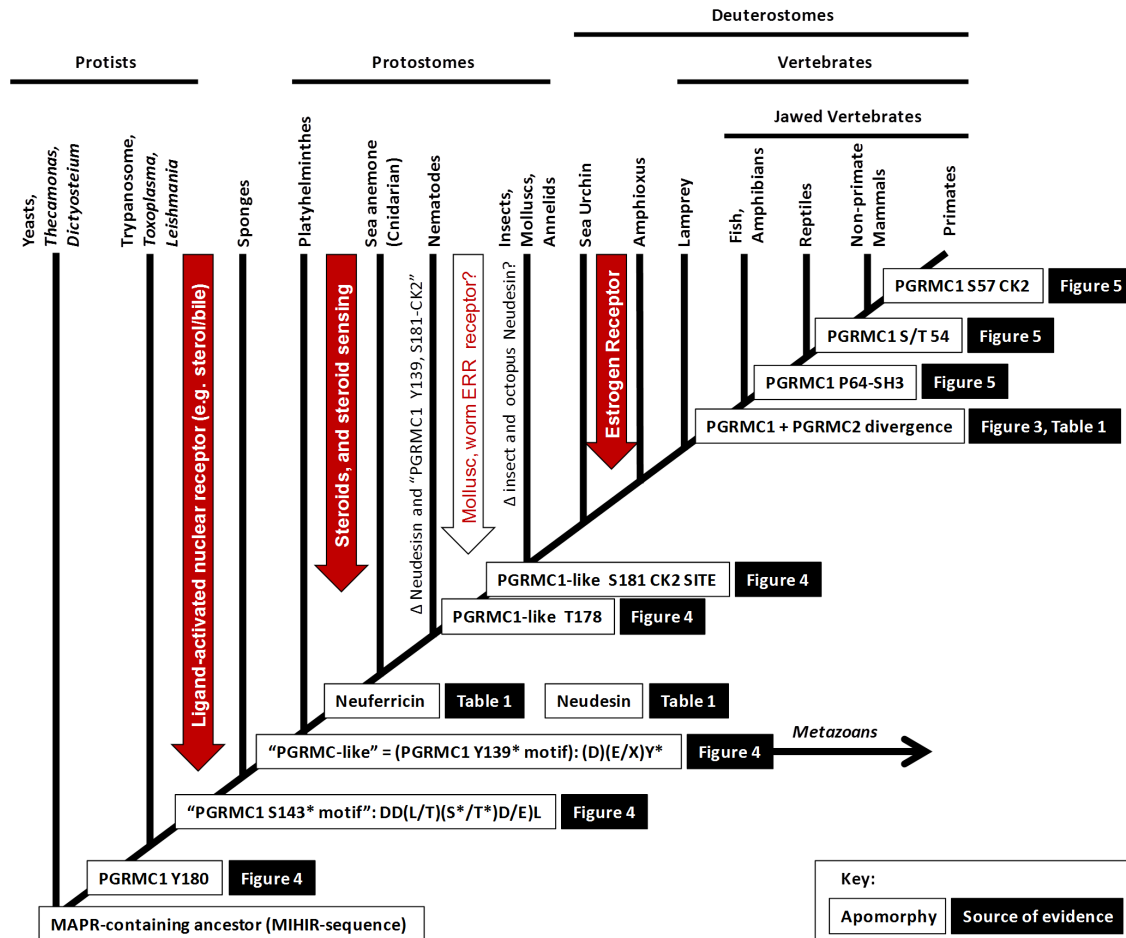 Deuterostomes
Protists
Protostomes
Vertebrates
Jawed Vertebrates
Yeasts,
Thecamonas,
Dictyosteium
Trypanosome,
Toxoplasma,
Leishmania
Sponges
Platyhelminthes
Sea anemone
(Cnidarian)
Nematodes
Insects,
Molluscs,
Annelids
Sea Urchin
Amphioxus
Lamprey
Fish,
Amphibians
Reptiles
Non-primate
Mammals
Primates
Ligand-activated nuclear receptor (e.g. sterol/bile)
Steroids, and steroid sensing
Δ Neudesisn and “PGRMC1 Y139, S181-CK2”
Mollusc, worm ERR receptor?
Δ insect and octopus Neudesin?
Estrogen Receptor
PGRMC1 S57 CK2 Figure 5
PGRMC1 S/T 54 Figure 5
PGRMC1 P64-SH3 Figure 5
PGRMC1 + PGRMC2 divergence Figure 3, Table 1
PGRMC1-like S181 CK2 SITE Figure 4
PGRMC1-like T178 Figure 4
Neuferricin Table 1 Neudesin Table 1
“PGRMC-like” = (PGRMC1 Y139* motif): (D)(E/X)Y* Figure 4 Metazoans
“PGRMC1 S143* motif”: DD(L/T)(S*/T*)D/E)L Figure 4
PGRMC1 Y180 Figure 4
MAPR-containing ancestor (MIHIR-sequence)
Key:
Apomorphy Source of evidence